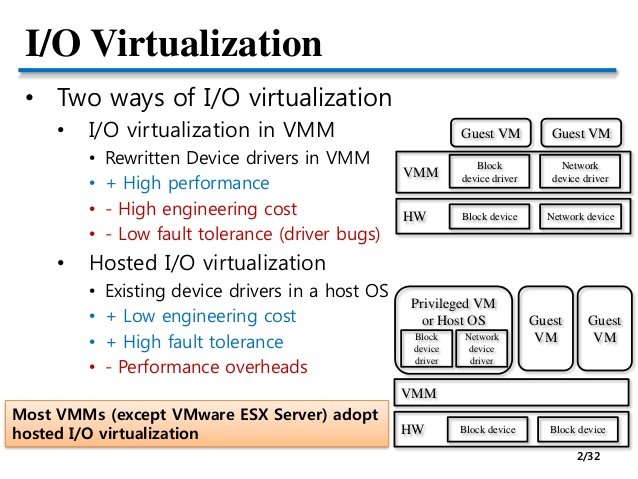 I/O Virtualization
• Two ways of I/O virtualization
• I/O virtualization in VMM
• Rewritten Device drivers in VMM
• + High performance
• - High engineering cost
• - Low fault tolerance (driver bugs)
• Hosted I/O virtualization
• Existing device drivers in a host OS
• + Low engineering cost
• + High fault tolerance
• - Performance overheads
Most VMMs (except VMware ESX Server) adopt
hosted I/O virtualization
Guest VM
Guest VM
VMM
Block
device driver
Network
device driver
HW
Block device
Network device
Privileged VM
or Host OS
Block
device
driver
Network
device
driver
Guest
VM
Guest
VM
VMM
HW
Block device
Block device
2/32